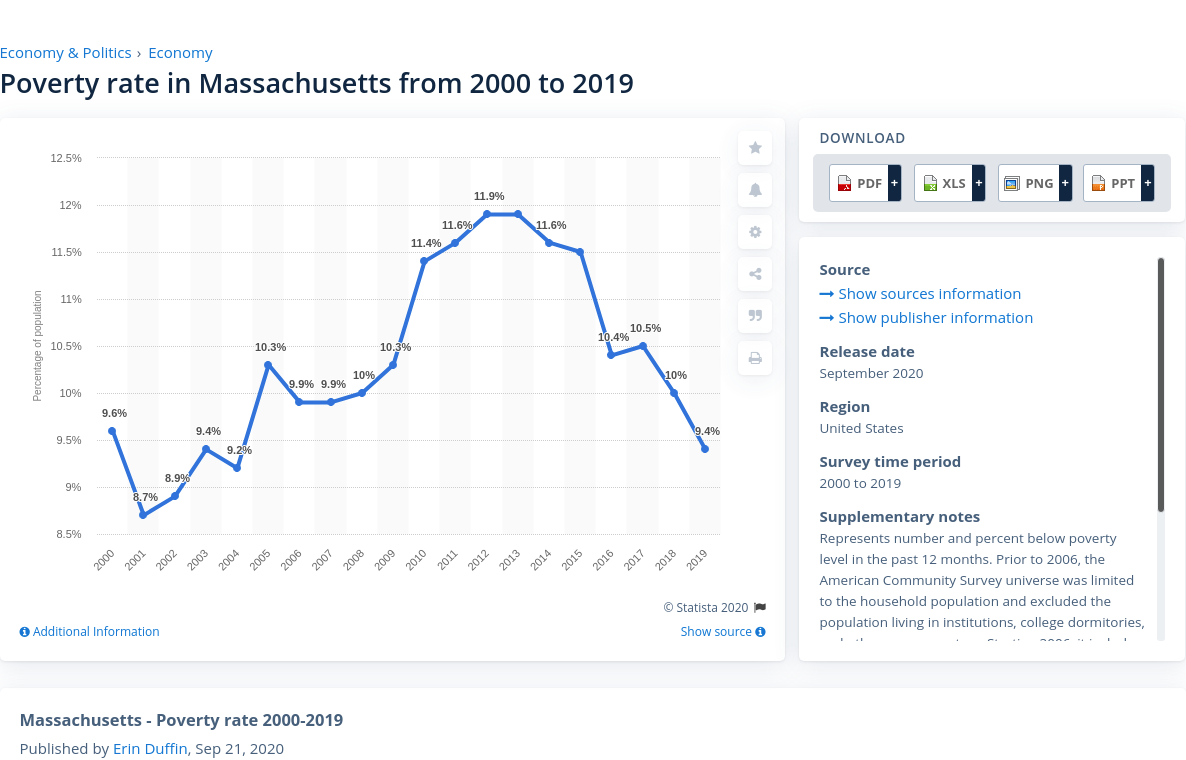 Economy & Politics › Economy
Poverty rate in Massachusetts from 2000 to 2019
12.5%
12%
11.5%
11%
10.5%
10%
9.5%
9%
8.5%
Percentage of population
9.6%
8.7%
8.9%
9.4%
9.2%
10.3%
9.9%
9.9%
10%
10.3%
11.4%
11.6%
11.9%
11.6%
10.4%
10.5%
10%
9.4%
2000
2001
2002
2003
2004
2005
2006
2007
2008
2009
2010
2011
2012
2013
2014
2015
2016
2017
2018
2019
© Statista 2020
Additional Information
Show source
DOWNLOAD
PDF +
XLS +
PNG +
PPT +
Source
Show sources information
Show publisher information
Release date
September 2020
Region
United States
Survey time period
2000 to 2019
Supplementary notes
Represents number and percent below poverty
level in the past 12 months. Prior to 2006, the
American Community Survey universe was limited
to the household population and excluded the
population living in institutions, college dormitories,
Massachusetts - Poverty rate 2000-2019
Published by Erin Duffin, Sep 21, 2020